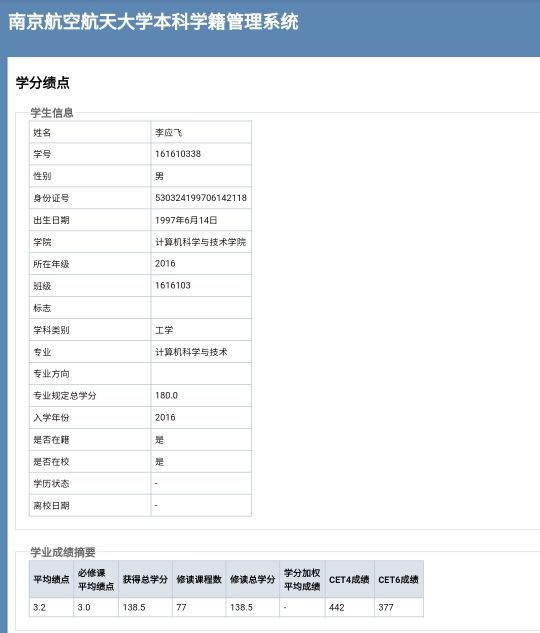 南京航空航天大学本科学籍管理系统
学分绩点
学生信息
姓名 李应飞
学号 161610338
性别 男
身份证号 530324199706142118
出生日期 1997年6月14日
学院 计算机科学与技术学院
所在年级 2016
班级 1616103
标志
学科类别 工学
专业 计算机科学与技术
专业方向
专业规定总学分 180.0
入学年份 2016
是否在籍 是
是否在校 是
学历状态 -
离校日期 -
学业成绩摘要
平均绩点 必修课平均绩点 获得总学分 修读课程数 修读总学分 学分加权平均成绩 CET4成绩 CET6成绩
3.2 3.0 138.5 77 138.5 - 442 377